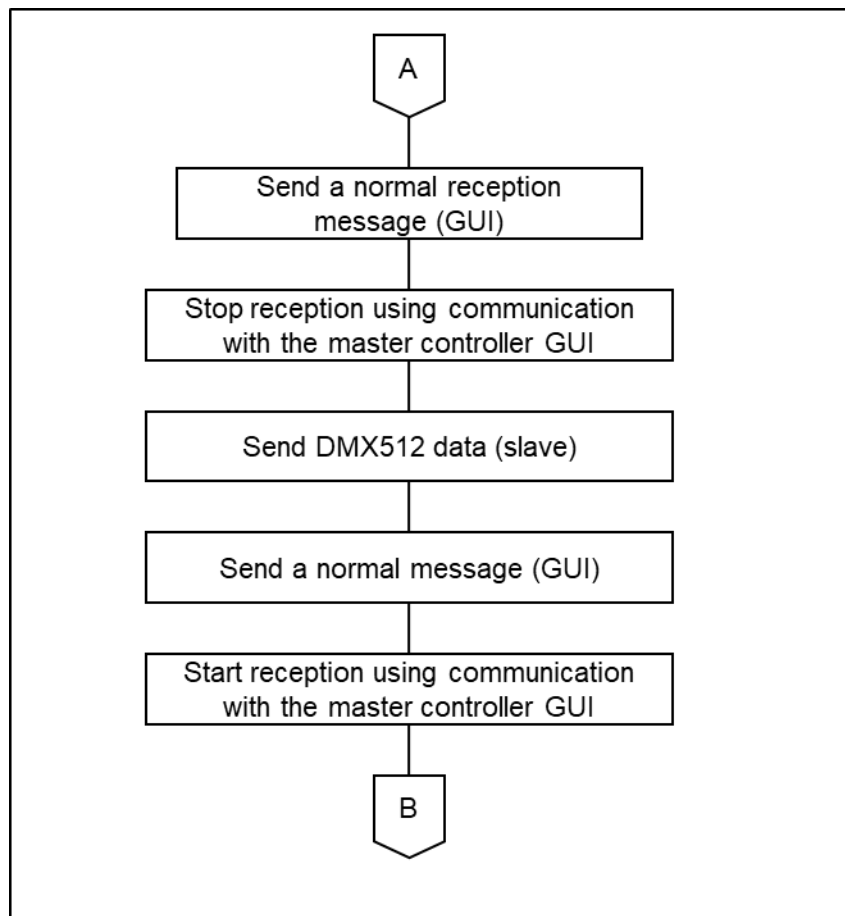 A
Send a normal reception
message (GUI)
Stop reception using communication
with the master controller GUI
Send DMX512 data (slave)
Send a normal message (GUI)
Start reception using communication
with the master controller GUI
B